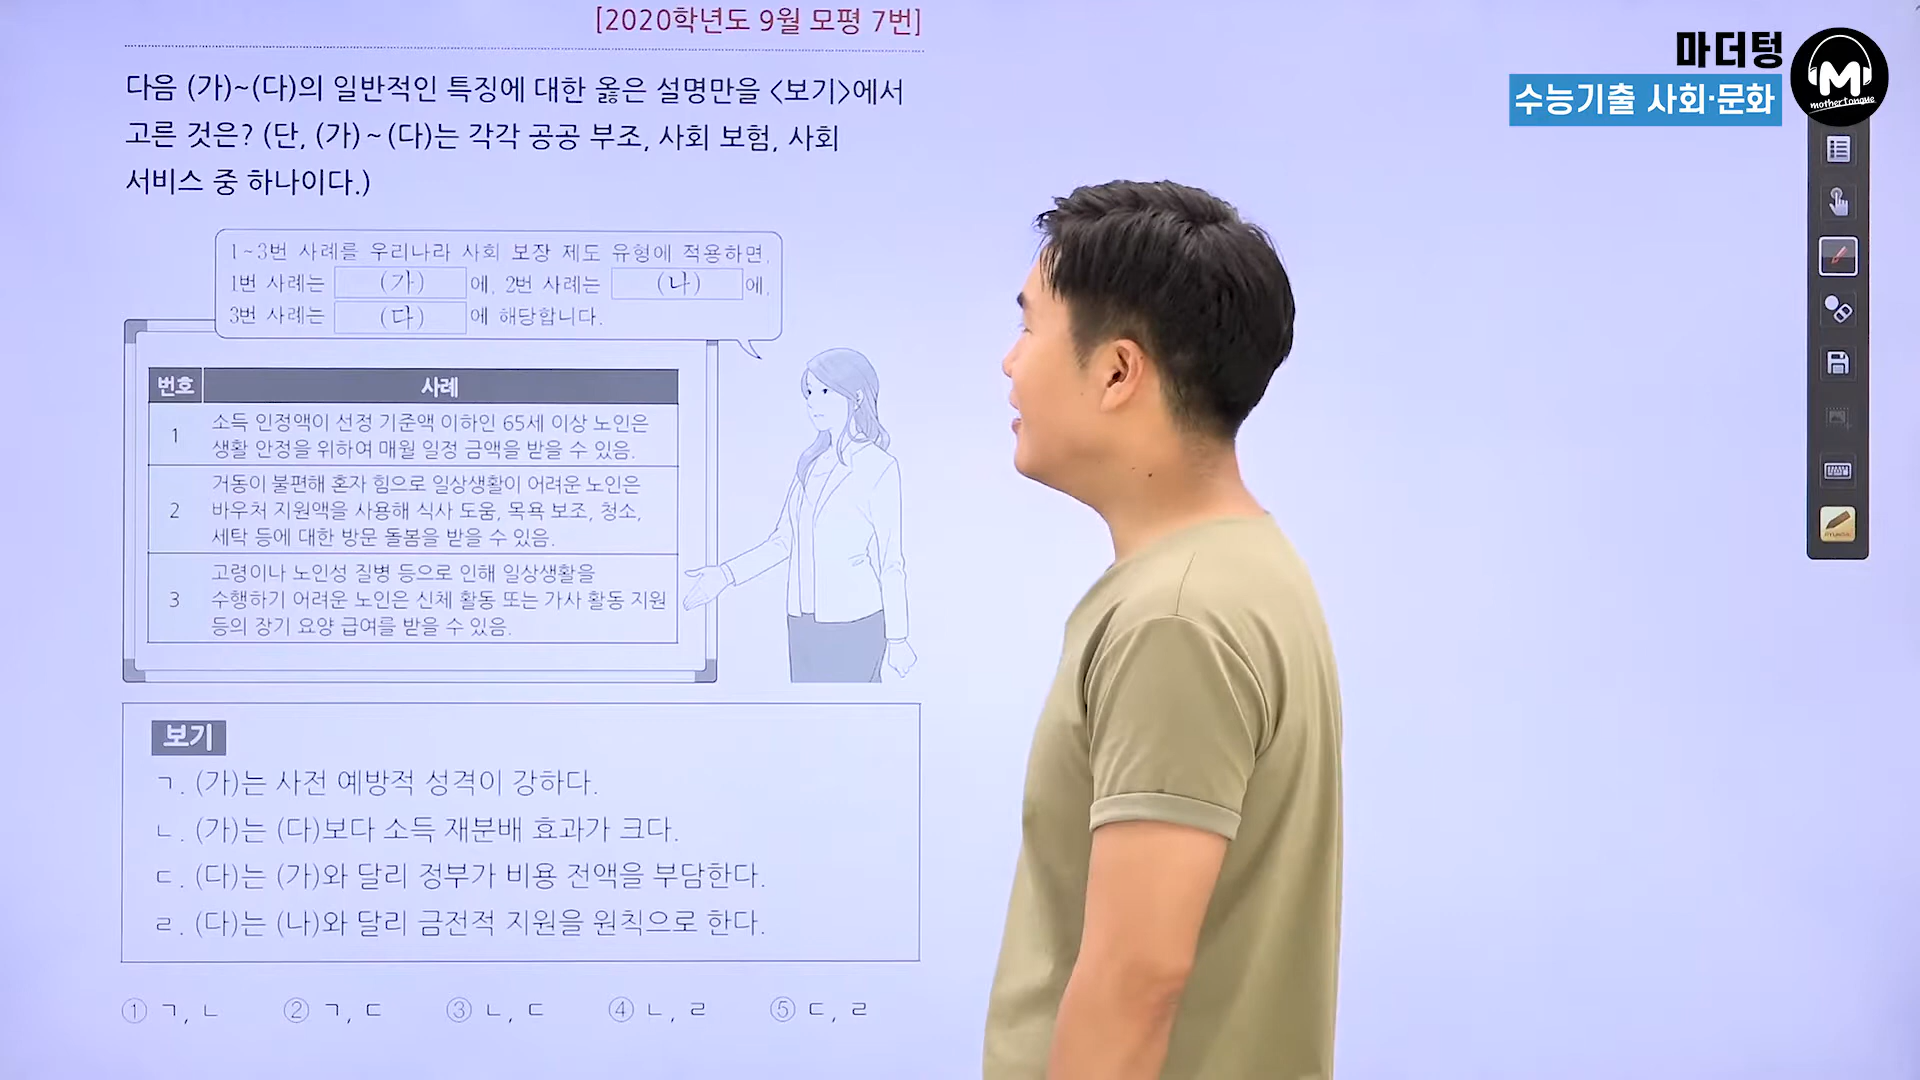 [2020학년도 9월 모평 7번]
마더텅
수능기출 사회·문화
M
mothertongue
다음 (가)~(다)의 일반적인 특징에 대한 옳은 설명만을 <보기>에서
고른 것은? (단, (가)~(다)는 각각 공공 부조, 사회 보험, 사회
서비스 중 하나이다.)
1~3번 사례를 우리나라 사회 보장 제도 유형에 적용하면,
1번 사례는 (가) 에, 2번 사례는 (나) 에,
3번 사례는 (다) 에 해당합니다.
번호 사례
1 소득 인정액이 선정 기준액 이하인 65세 이상 노인은
생활 안정을 위하여 매월 일정 금액을 받을 수 있음.
2 거동이 불편해 혼자 힘으로 일상생활이 어려운 노인은
바우처 지원액을 사용해 식사 도움, 목욕 보조, 청소,
세탁 등에 대한 방문 돌봄을 받을 수 있음.
3 고령이나 노인성 질병 등으로 인해 일상생활을
수행하기 어려운 노인은 신체 활동 또는 가사 활동 지원
등의 장기 요양 급여를 받을 수 있음.
보기
ㄱ. (가)는 사전 예방적 성격이 강하다.
ㄴ. (가)는 (다)보다 소득 재분배 효과가 크다.
ㄷ. (다)는 (가)와 달리 정부가 비용 전액을 부담한다.
ㄹ. (다)는 (나)와 달리 금전적 지원을 원칙으로 한다.
① ㄱ, ㄴ ② ㄱ, ㄷ ③ ㄴ, ㄷ ④ ㄴ, ㄹ ⑤ ㄷ, ㄹ